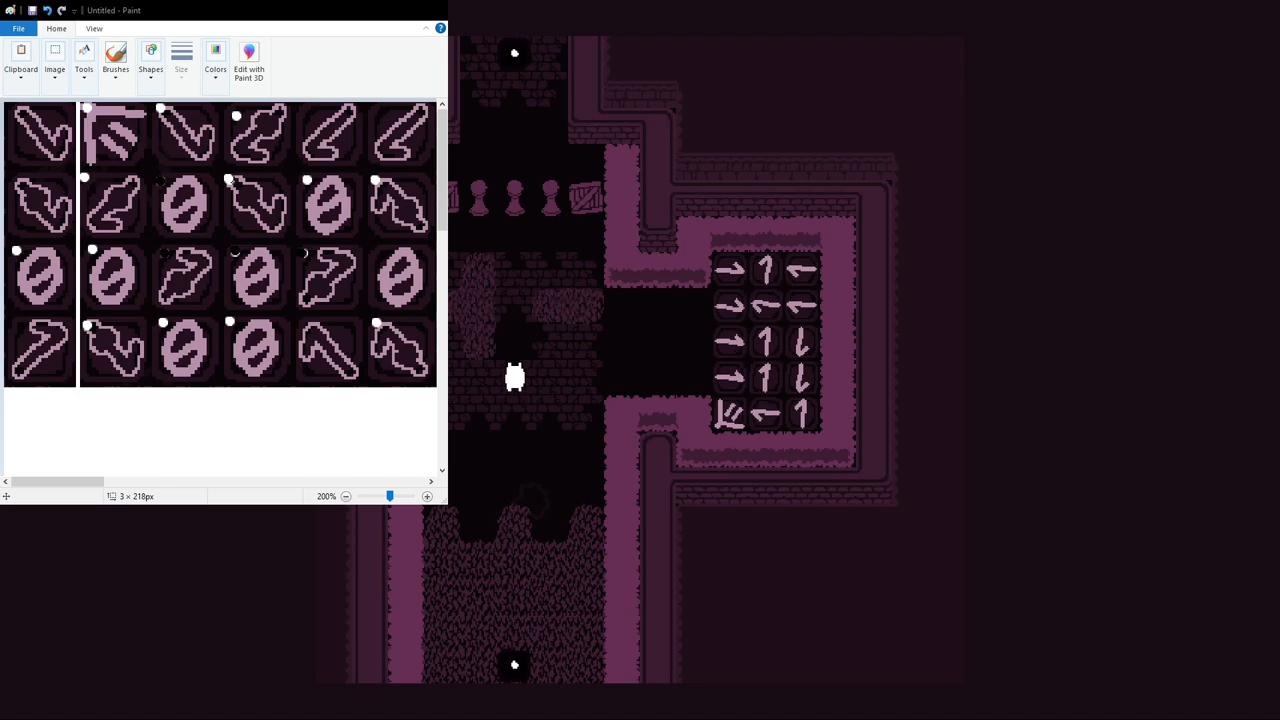 Untitled - Paint
File Home View
Clipboard Image Tools Brushes Shapes Size Colors Edit with Paint 3D
3 × 218px 200%